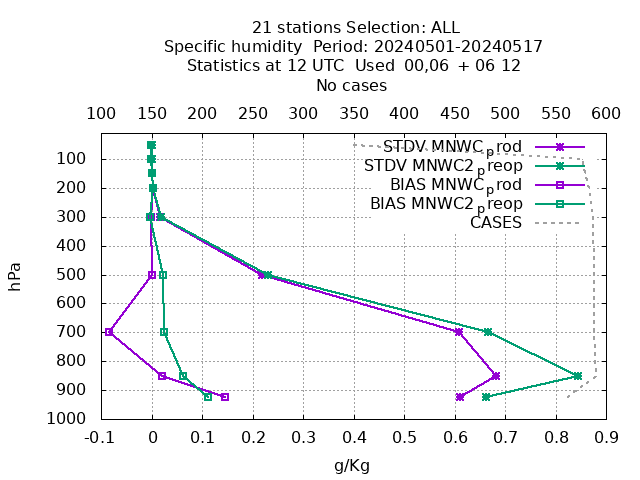 21 stations Selection: ALL
Specific humidity  Period: 20240501-20240517
Statistics at 12 UTC  Used  00,06  + 06 12
No cases
100 150 200 250 300 350 400 450 500 550 600
STDV MNWC_prod
STDV MNWC2_preop
BIAS MNWC_prod
BIAS MNWC2_preop
CASES
100
200
300
400
500
600
700
800
900
1000
hPa
-0.1 0 0.1 0.2 0.3 0.4 0.5 0.6 0.7 0.8 0.9
g/Kg